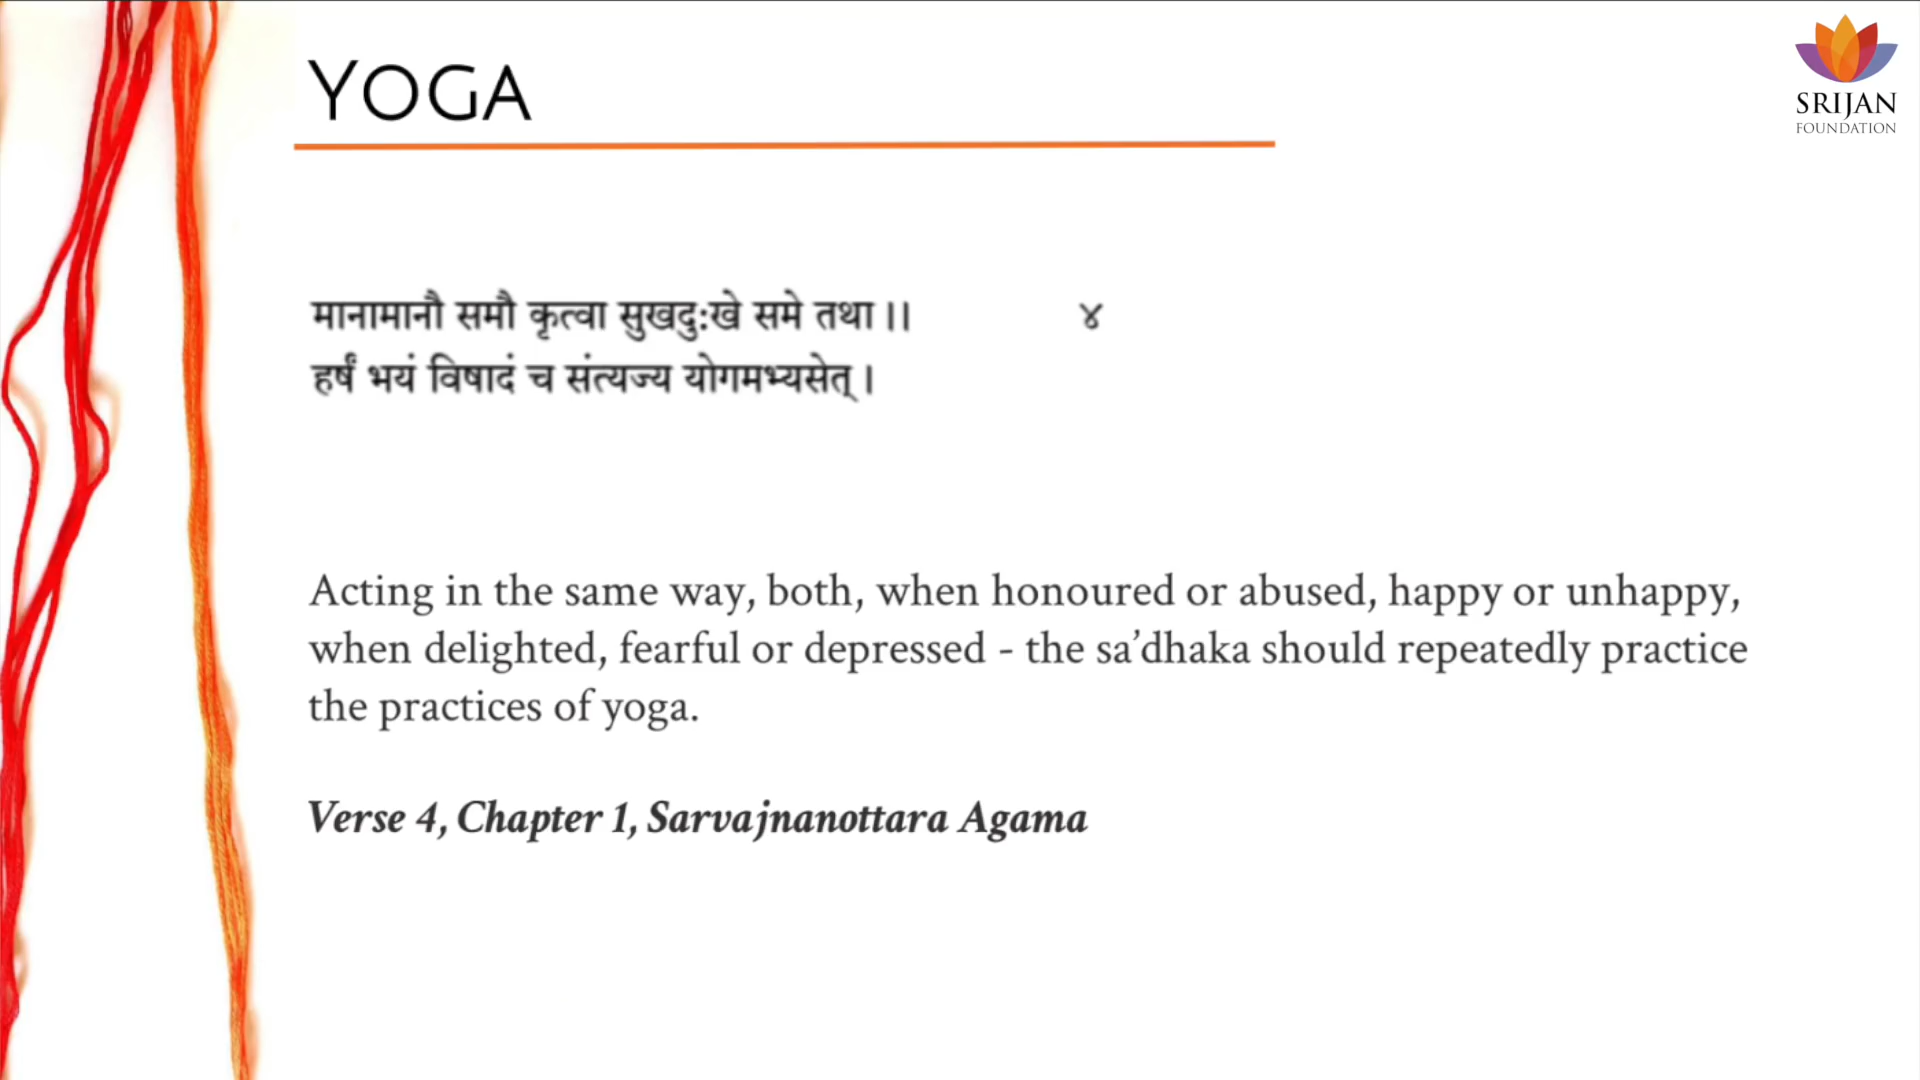 YOGA
SRIJAN
FOUNDATION
मानामानौ समौ कृत्वा सुखदुःखे समे तथा ।। ४
हर्षं भयं विषादं च संत्यज्य योगमभ्यसेत् ।
Acting in the same way, both, when honoured or abused, happy or unhappy,
when delighted, fearful or depressed - the sa’dhaka should repeatedly practice
the practices of yoga.
Verse 4, Chapter 1, Sarvajnanottara Agama